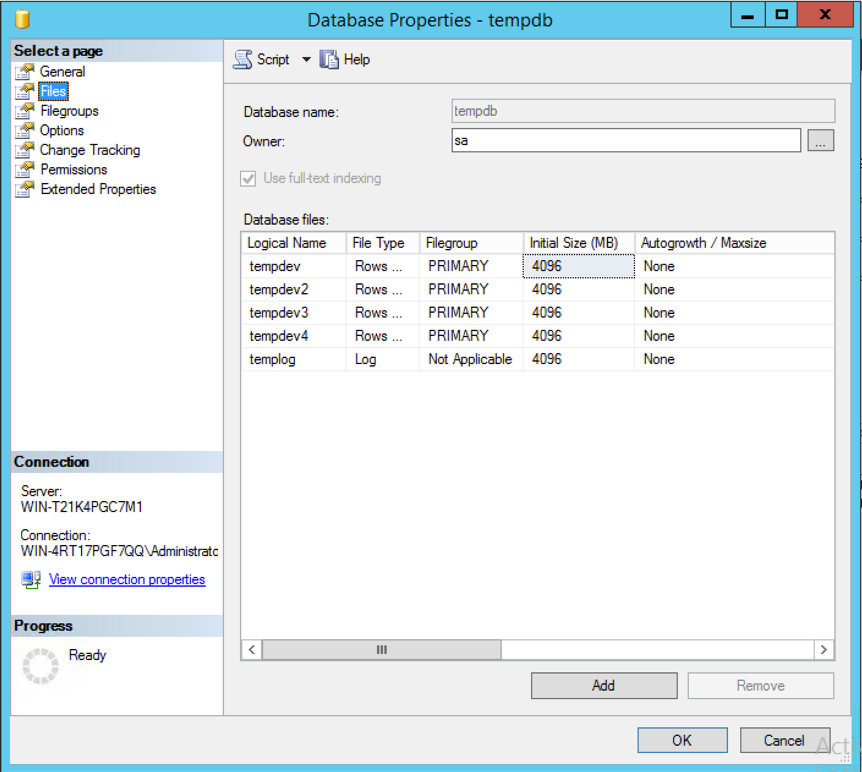 Database Properties - tempdb
Select a page
General
Files
Filegroups
Options
Change Tracking
Permissions
Extended Properties
Connection
Server:
WIN-T21K4PGC7M1
Connection:
WIN-4RT17PGF7QQ\Administratc
View connection properties
Progress
Ready
Script Help
Database name: tempdb
Owner: sa ...
Use full-text indexing
Database files:
Logical Name File Type Filegroup Initial Size (MB) Autogrowth / Maxsize
tempdev Rows ... PRIMARY 4096 None
tempdev2 Rows ... PRIMARY 4096 None
tempdev3 Rows ... PRIMARY 4096 None
tempdev4 Rows ... PRIMARY 4096 None
templog Log Not Applicable 4096 None
Add Remove
OK Cancel
Act